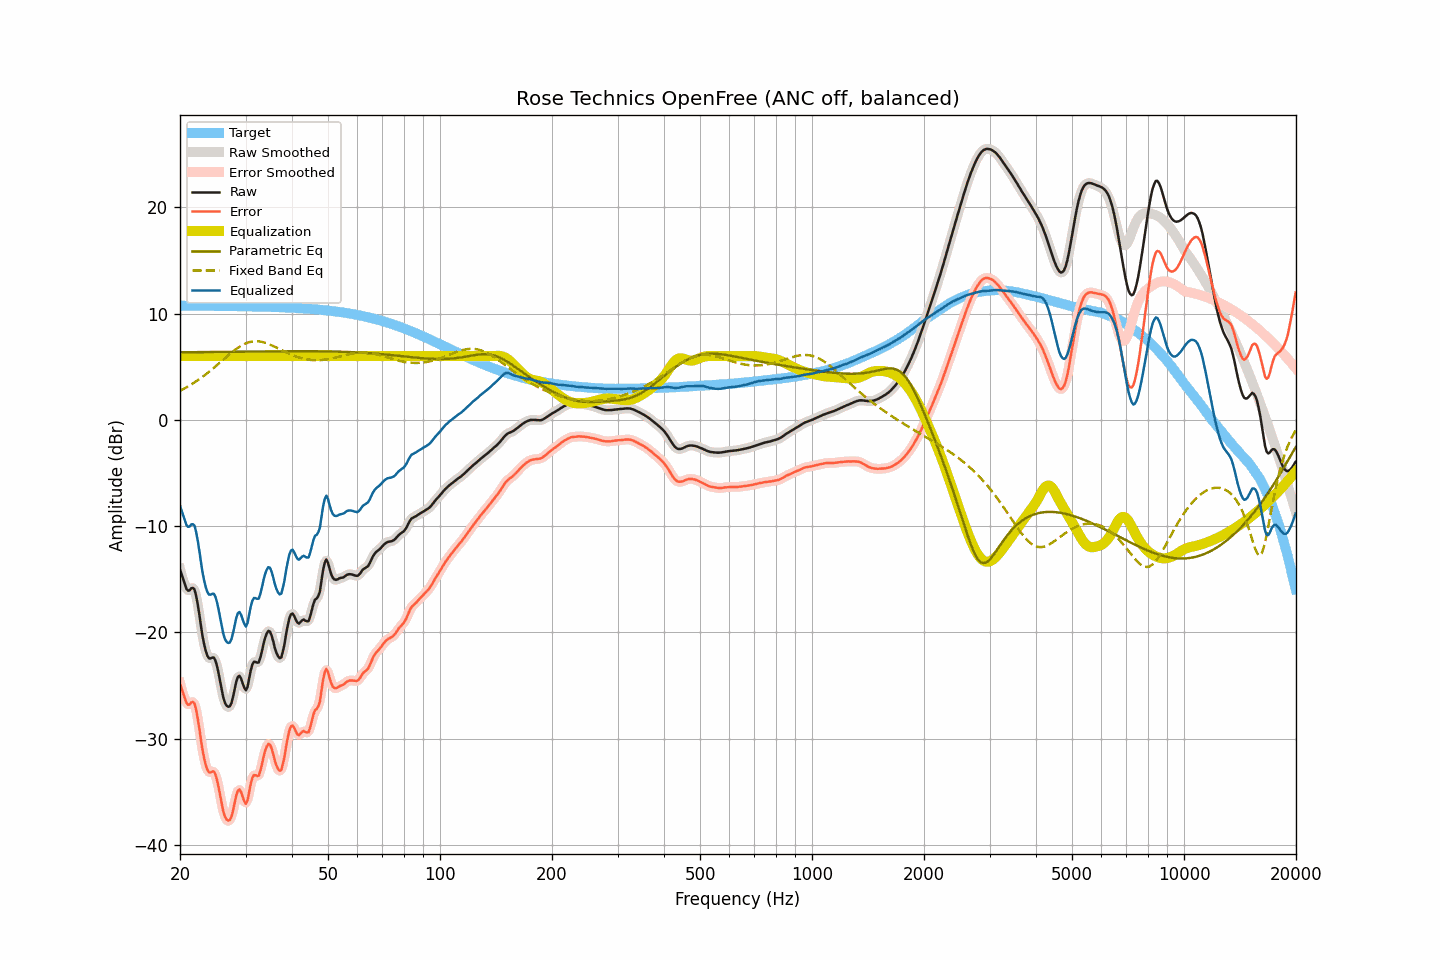 Rose Technics OpenFree (ANC off, balanced)
Target
Raw Smoothed
Error Smoothed
Raw
Error
Equalization
Parametric Eq
Fixed Band Eq
Equalized
Amplitude (dBr)
20
10
0
−10
−20
−30
−40
20 50 100 200 500 1000 2000 5000 10000 20000
Frequency (Hz)